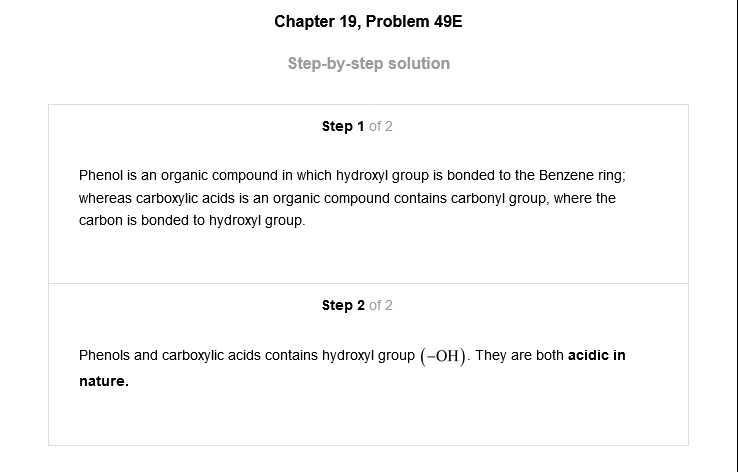 Chapter 19, Problem 49E
Step-by-step solution
Step 1 of 2
Phenol is an organic compound in which hydroxyl group is bonded to the Benzene ring;
whereas carboxylic acids is an organic compound contains carbonyl group, where the
carbon is bonded to hydroxyl group.
Step 2 of 2
Phenols and carboxylic acids contains hydroxyl group (−OH). They are both acidic in
nature.